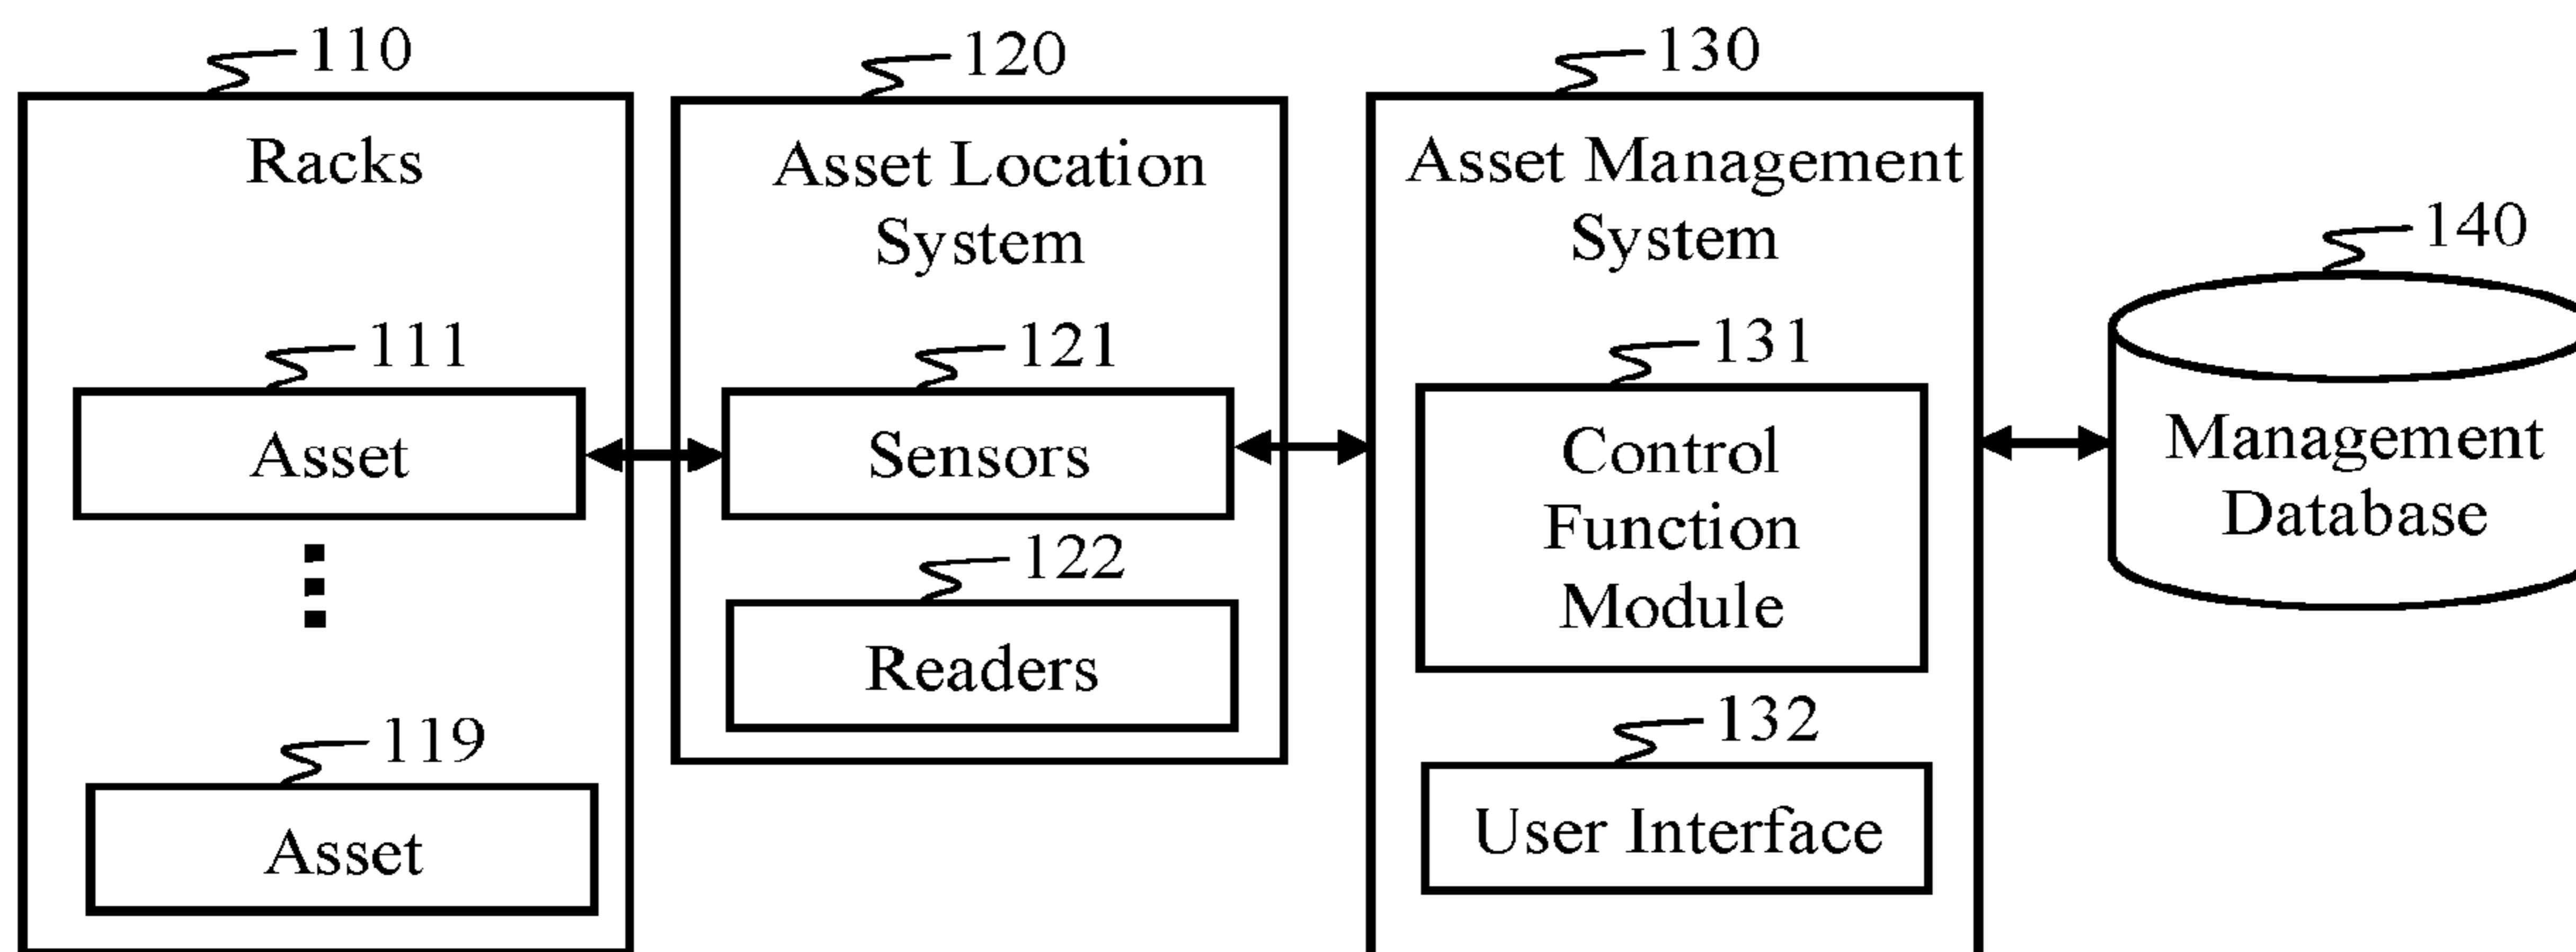 110
Racks
111
Asset
119
Asset
120
Asset Location
System
121
Sensors
122
Readers
130
Asset Management
System
131
Control
Function
Module
132
User Interface
140
Management
Database